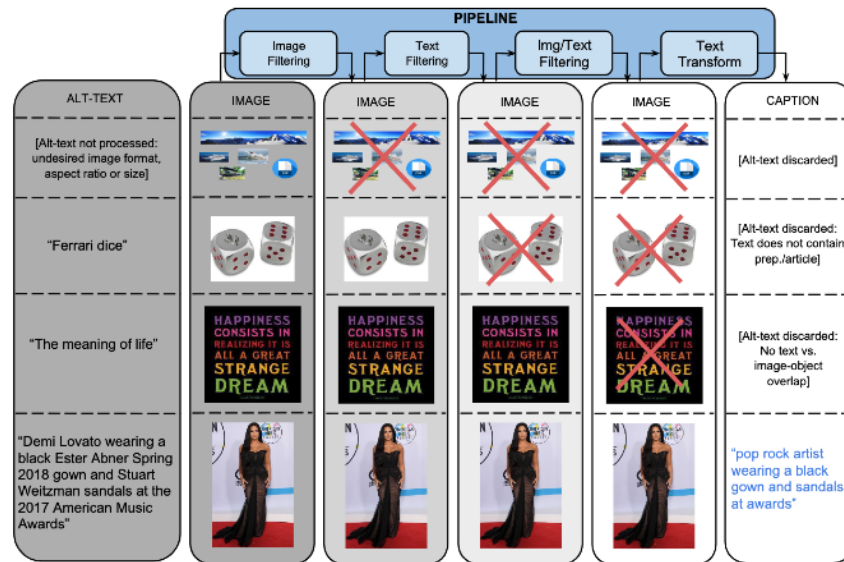 PIPELINE
Image
Filtering
Text
Filtering
Img/Text
Filtering
Text
Transform
ALT-TEXT
IMAGE
IMAGE
IMAGE
IMAGE
CAPTION
[Alt-text not processed:
undesired image format,
aspect ratio or size]
[Alt-text discarded]
“Ferrari dice”
[Alt-text discarded:
Text does not contain
prep./article]
“The meaning of life”
HAPPINESS
CONSISTS IN
REALIZING IT IS
ALL A GREAT
STRANGE
DREAM
HAPPINESS
CONSISTS IN
REALIZING IT IS
ALL A GREAT
STRANGE
DREAM
HAPPINESS
CONSISTS IN
REALIZING IT IS
ALL A GREAT
STRANGE
DREAM
HAPPINESS
CONSISTS IN
REALIZING IT IS
ALL A GREAT
STRANGE
DREAM
[Alt-text discarded:
No text vs.
image-object
overlap]
“Demi Lovato wearing a
black Ester Abner Spring
2018 gown and Stuart
Weitzman sandals at the
2017 American Music
Awards”
“pop rock artist
wearing a black
gown and sandals
at awards”